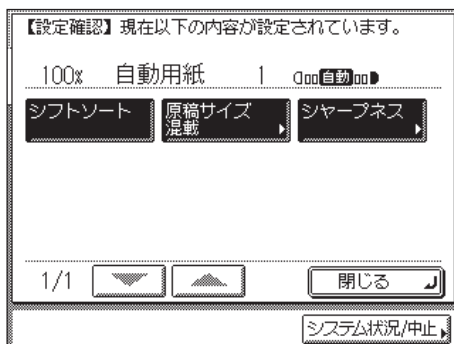 【設定確認】現在以下の内容が設定されています。
100% 自動用紙 1 自動
シフトソート 原稿サイズ混載 シャープネス
1/1 閉じる
システム状況/中止